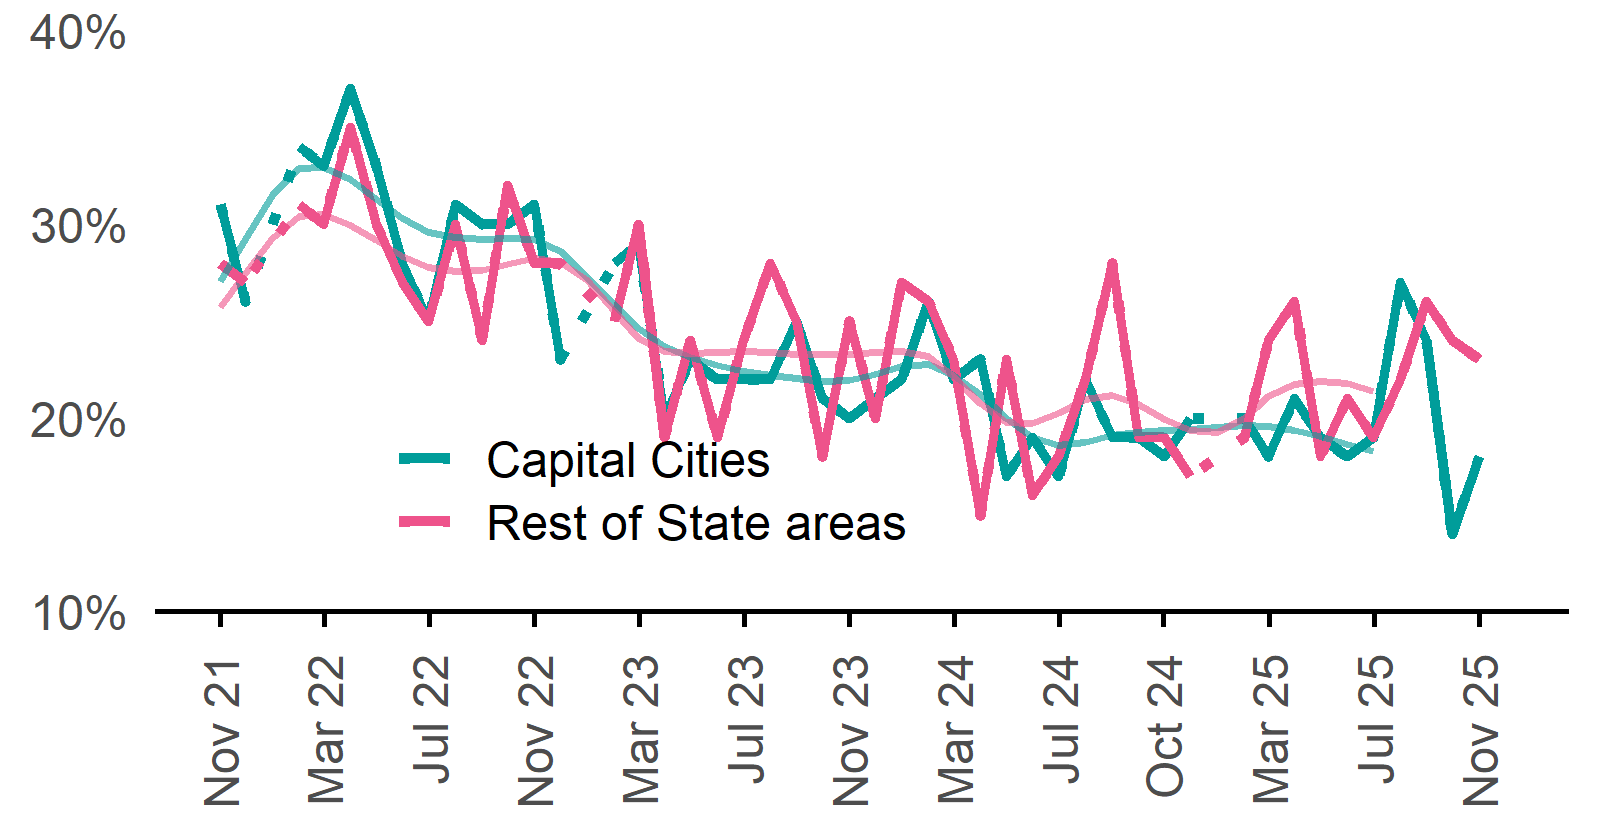 40%
30%
20%
10%
Capital Cities
Rest of State areas
Nov 21
Mar 22
Jul 22
Nov 22
Mar 23
Jul 23
Nov 23
Mar 24
Jul 24
Oct 24
Mar 25
Jul 25
Nov 25